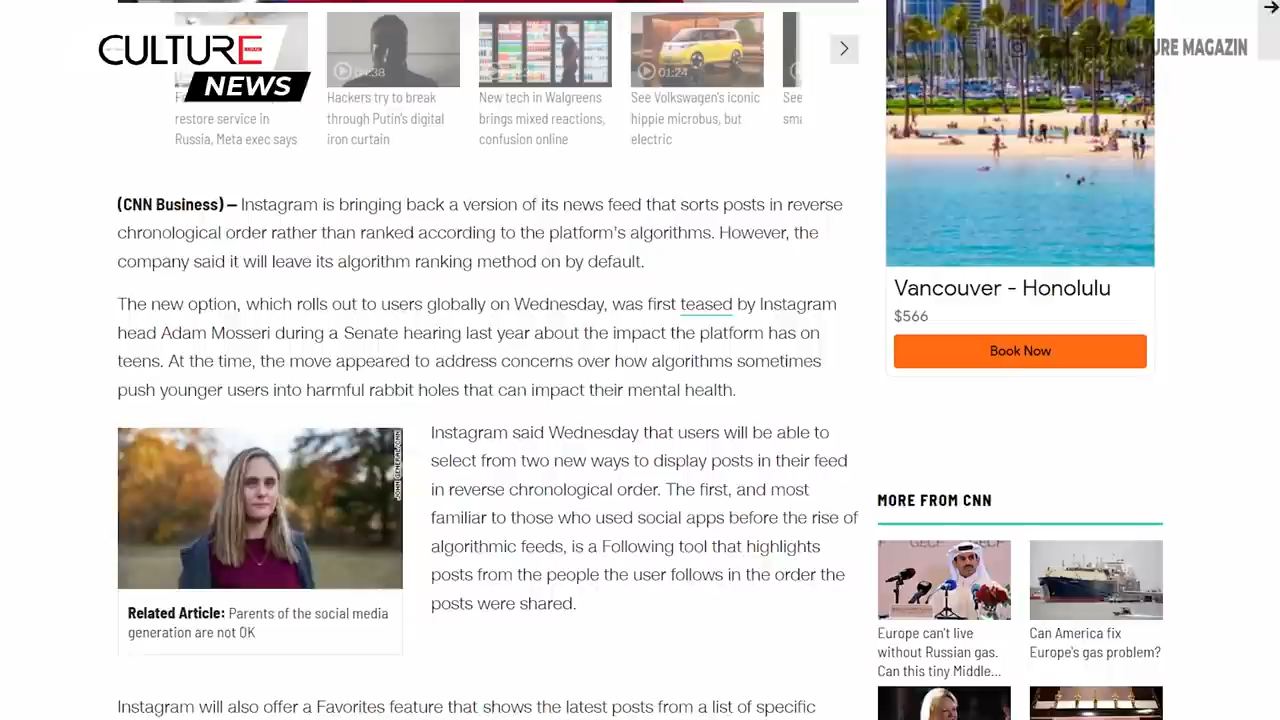 CULTURE
NEWS
URE MAGAZIN
04:38
01:24
restore service in
Russia, Meta exec says
Hackers try to break
through Putin's digital
iron curtain
New tech in Walgreens
brings mixed reactions,
confusion online
See Volkswagen's iconic
hippie microbus, but
electric
See
(CNN Business) — Instagram is bringing back a version of its news feed that sorts posts in reverse
chronological order rather than ranked according to the platform's algorithms. However, the
company said it will leave its algorithm ranking method on by default.
The new option, which rolls out to users globally on Wednesday, was first teased by Instagram
head Adam Mosseri during a Senate hearing last year about the impact the platform has on
teens. At the time, the move appeared to address concerns over how algorithms sometimes
push younger users into harmful rabbit holes that can impact their mental health.
JOHN GENERAL/CNN
Related Article: Parents of the social media
generation are not OK
Instagram said Wednesday that users will be able to
select from two new ways to display posts in their feed
in reverse chronological order. The first, and most
familiar to those who used social apps before the rise of
algorithmic feeds, is a Following tool that highlights
posts from the people the user follows in the order the
posts were shared.
Instagram will also offer a Favorites feature that shows the latest posts from a list of specific
Vancouver - Honolulu
$566
Book Now
MORE FROM CNN
Europe can't live
without Russian gas.
Can this tiny Middle...
Can America fix
Europe's gas problem?